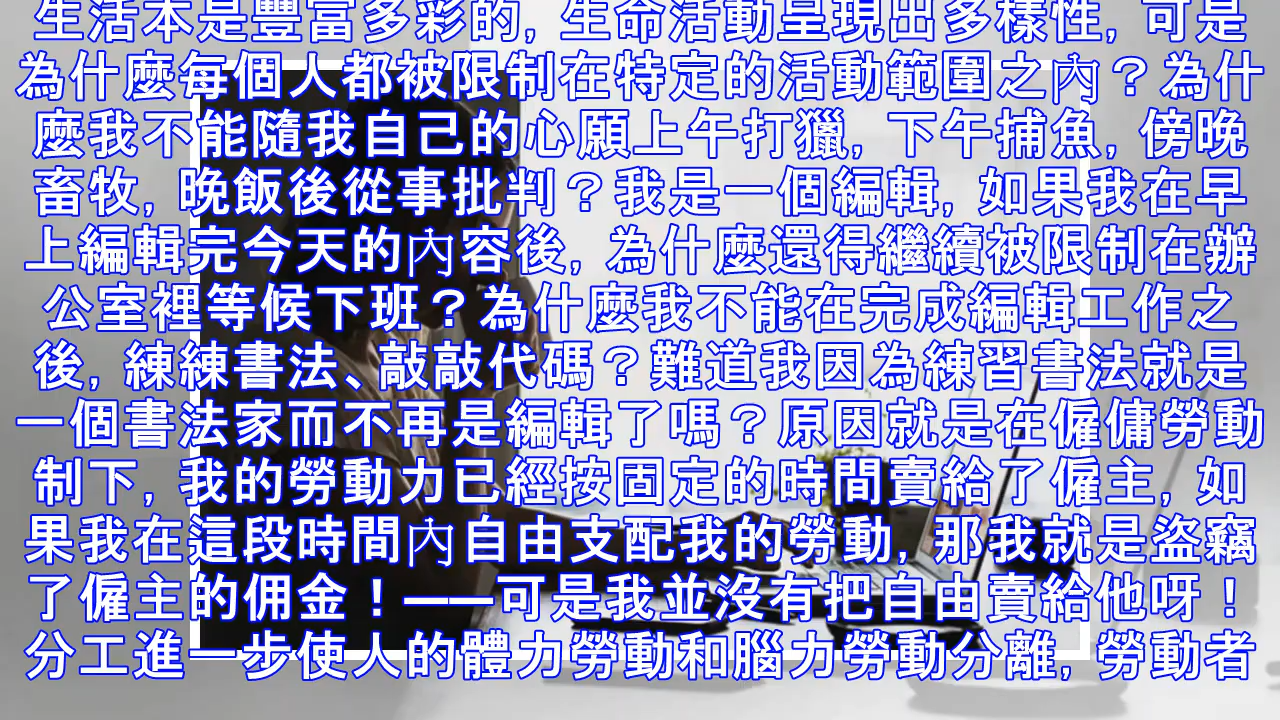 生活本是豐富多彩的, 生命活動呈現出多樣性, 可是
為什麼每個人都被限制在特定的活動範圍之內？為什
麼我不能隨我自己的心願上午打獵, 下午捕魚, 傍晚
畜牧, 晚飯後從事批判？我是一個編輯, 如果我在早
上編輯完今天的內容後, 為什麼還得繼續被限制在辦
公室裡等候下班？為什麼我不能在完成編輯工作之
後, 練練書法、敲敲代碼？難道我因為練習書法就是
一個書法家而不再是編輯了嗎？原因就是在僱傭勞動
制下, 我的勞動力已經按固定的時間賣給了僱主, 如
果我在這段時間內自由支配我的勞動, 那我就是盜竊
了僱主的佣金！——可是我並沒有把自由賣給他呀！
分工進一步使人的體力勞動和腦力勞動分離, 勞動者